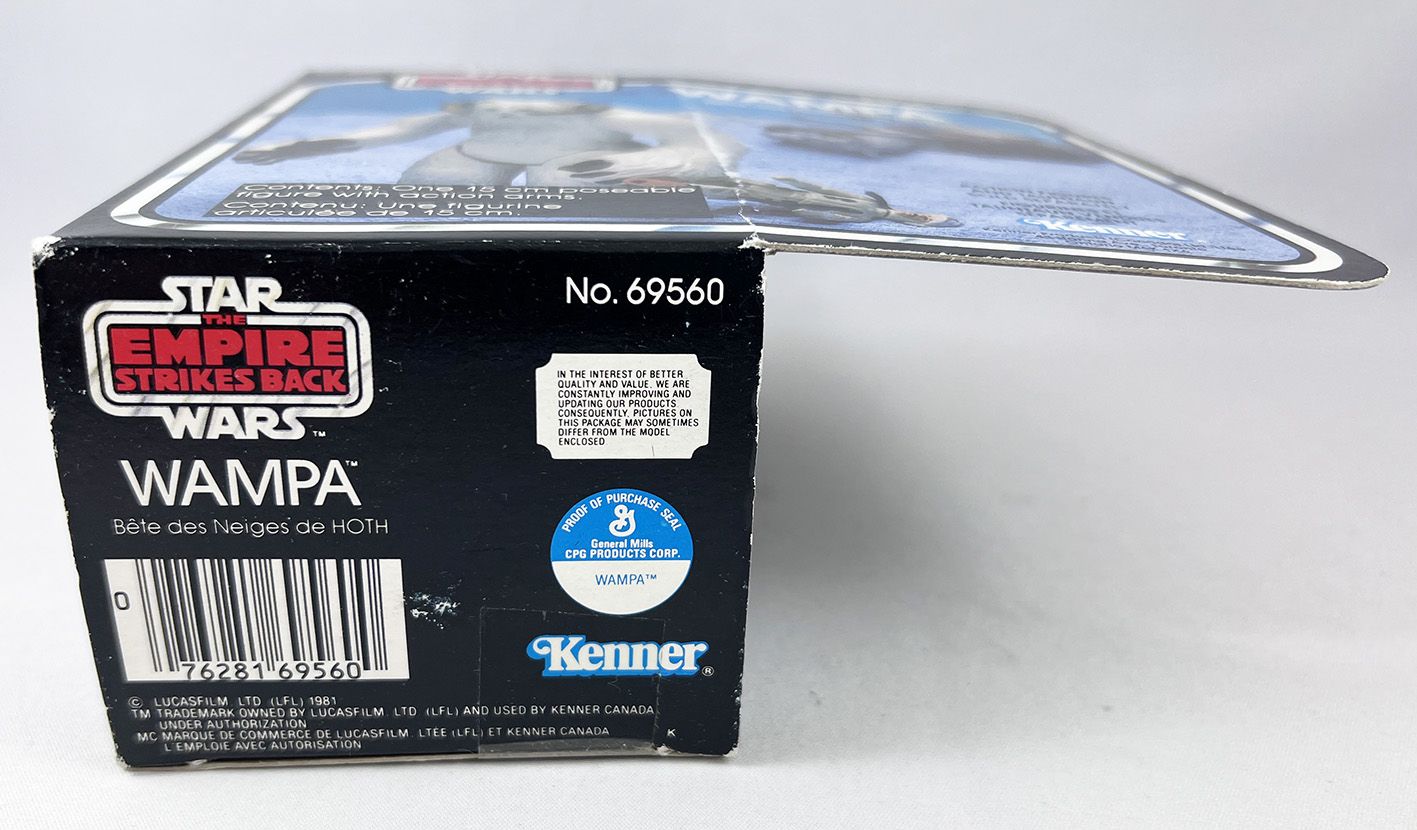 WAMPA
Contents: One 15 cm poseable
figure with action arms.
Contenu: Une figurine
articulée de 15 cm.
Kenner
STAR
THE
EMPIRE
STRIKES BACK
WARS™
WAMPA™
Bête des Neiges de HOTH
0
76281 69560
© LUCASFILM LTD (LFL) 1981
TM TRADEMARK OWNED BY LUCASFILM. LTD (LFL) AND USED BY KENNER CANADA
UNDER AUTHORIZATION
MC MARQUE DE COMMERCE DE LUCASFILM. LTÉE (LFL) ET KENNER CANADA
L'EMPLOIE AVEC AUTORISATION
No. 69560
IN THE INTEREST OF BETTER
QUALITY AND VALUE, WE ARE
CONSTANTLY IMPROVING AND
UPDATING OUR PRODUCTS
CONSEQUENTLY, PICTURES ON
THIS PACKAGE MAY SOMETIMES
DIFFER FROM THE MODEL
ENCLOSED
PROOF OF PURCHASE SEAL
G
General Mills
CPG PRODUCTS CORP.
WAMPA™
Kenner®
K